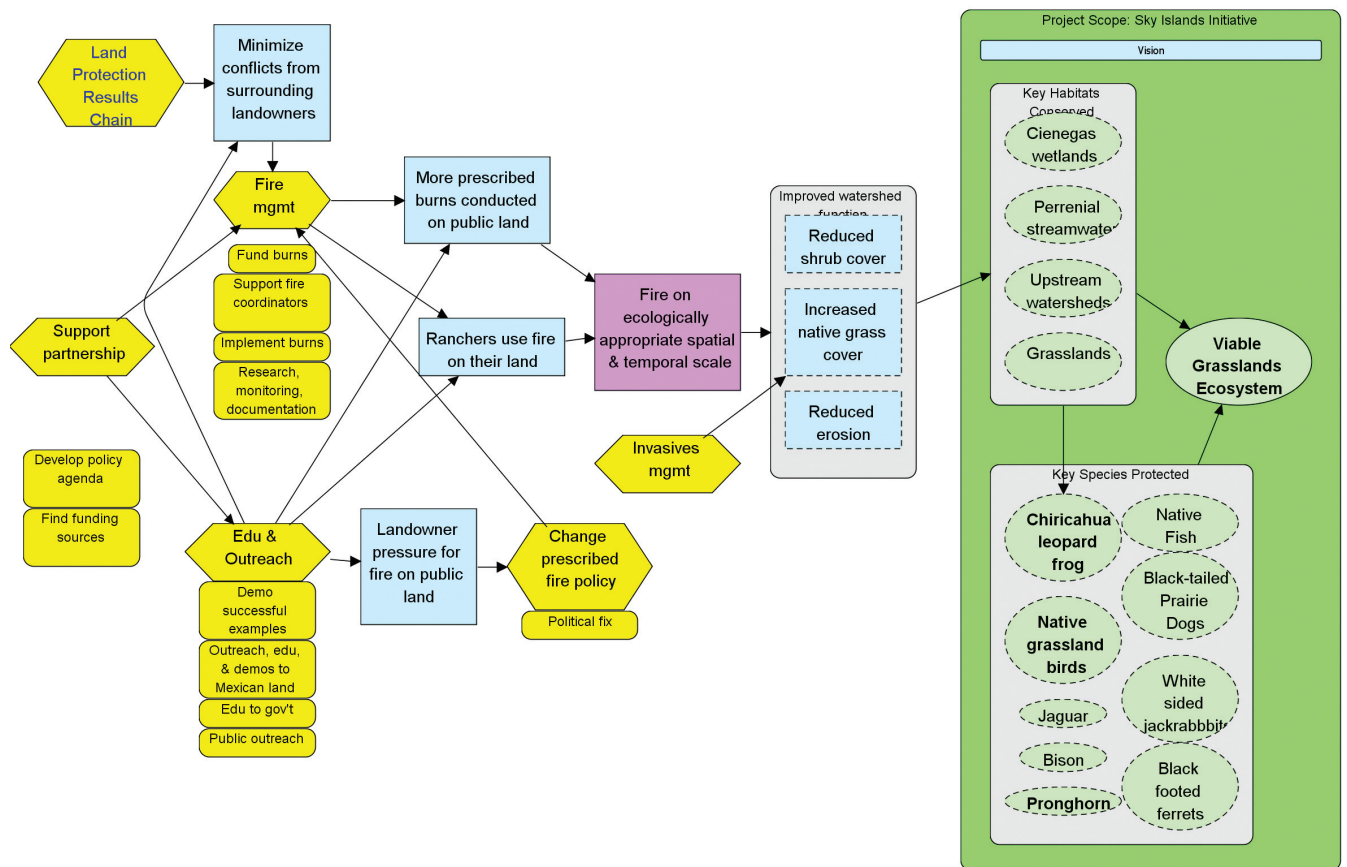 Land
Protection
Results
Chain
Minimize
conflicts from
surrounding
landowners
Fire
mgmt
Fund burns
Support fire
coordinators
Implement burns
Research,
monitoring,
documentation
Support
partnership
Develop policy
agenda
Find funding
sources
Edu &
Outreach
Demo
successful
examples
Outreach, edu,
& demos to
Mexican land
Edu to gov't
Public outreach
More prescribed
burns conducted
on public land
Ranchers use fire
on their land
Landowner
pressure for
fire on public
land
Change
prescribed
fire policy
Political fix
Fire on
ecologically
appropriate spatial
& temporal scale
Invasives
mgmt
Improved watershed
function
Reduced
shrub cover
Increased
native grass
cover
Reduced
erosion
Project Scope: Sky Islands Initiative
Vision
Key Habitats
Conserved
Cienegas
wetlands
Perrenial
streamwater
Upstream
watersheds
Grasslands
Viable
Grasslands
Ecosystem
Key Species Protected
Chiricahua
leopard
frog
Native
grassland
birds
Jaguar
Bison
Pronghorn
Native
Fish
Black-tailed
Prairie
Dogs
White
sided
jackrabbbits
Black
footed
ferrets